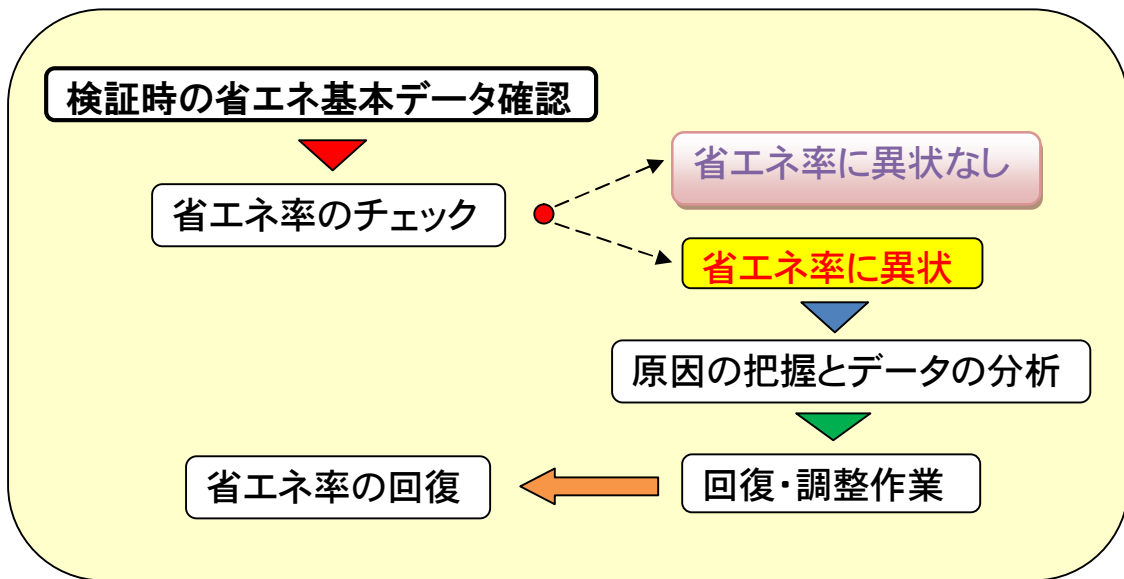 検証時の省エネ基本データ確認
省エネ率のチェック
省エネ率に異状なし
省エネ率に異状
原因の把握とデータの分析
回復・調整作業
省エネ率の回復